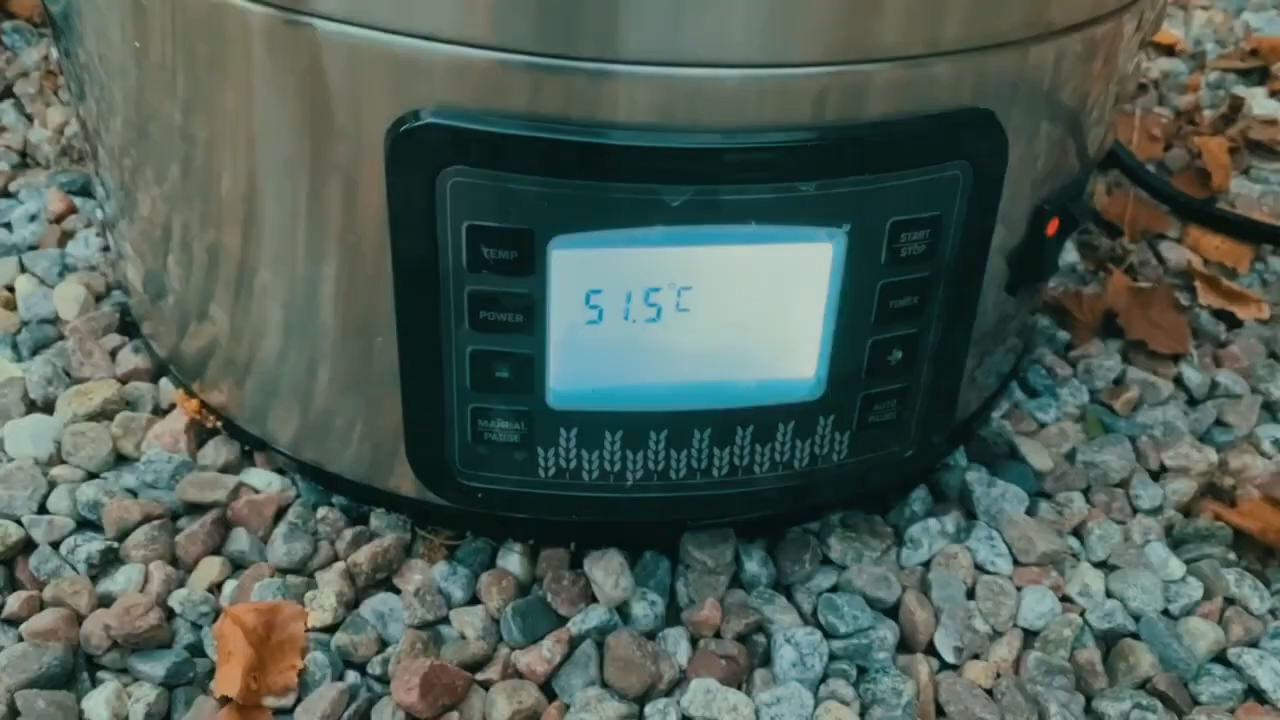 TEMP
POWER
MANUAL
PAUSE
51.5°C
START
STOP
TIMER
AUTO
PAUSE